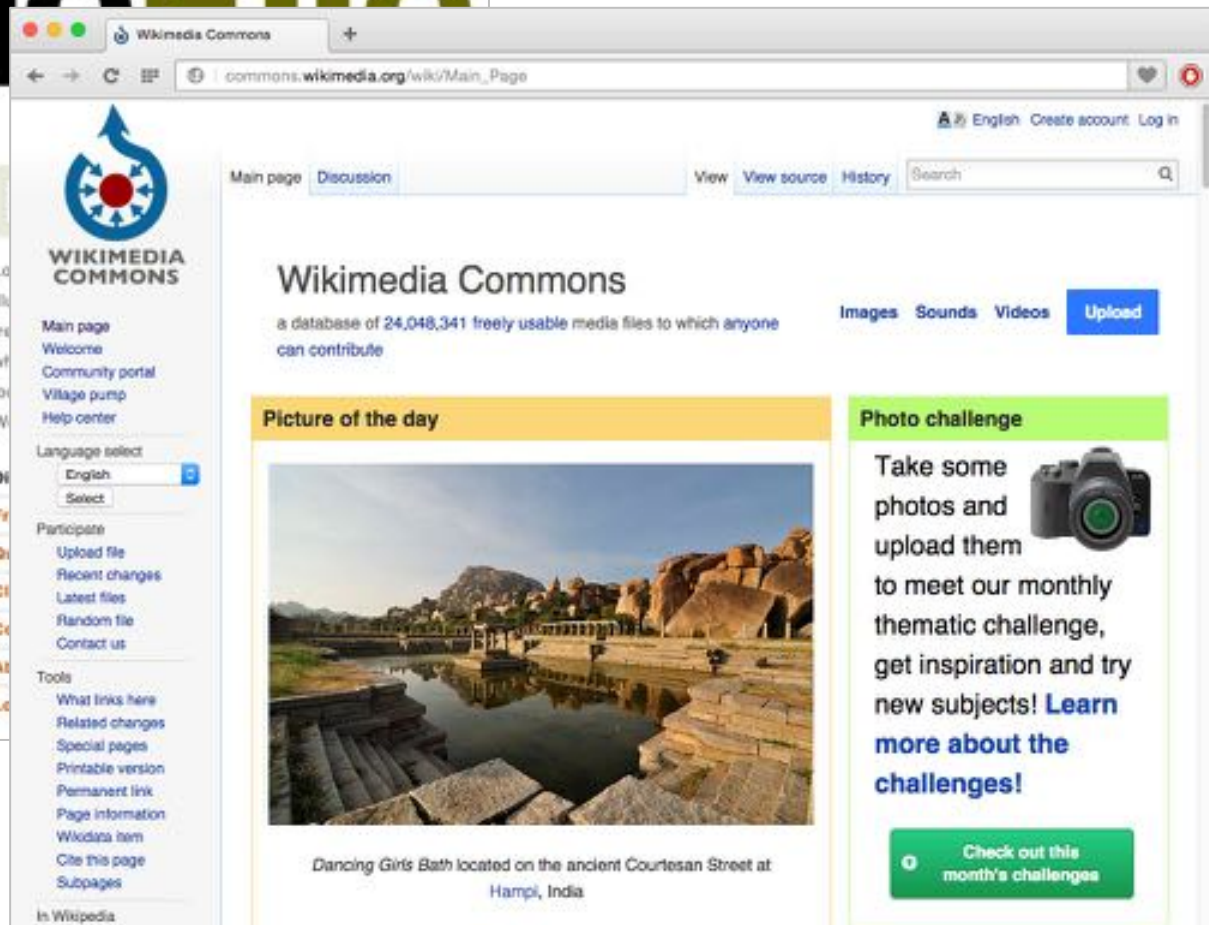 Wikimedia Commons
commons.wikimedia.org/wiki/Main_Page
English Create account Log in
Main page Discussion View View source History Search
WIKIMEDIA
COMMONS
Main page
Welcome
Community portal
Village pump
Help center
Language select
English
Select
Participate
Upload file
Recent changes
Latest files
Random file
Contact us
Tools
What links here
Related changes
Special pages
Printable version
Permanent link
Page information
Wikidata item
Cite this page
Subpages
In Wikipedia
Wikimedia Commons
a database of 24,048,341 freely usable media files to which anyone
can contribute
Images Sounds Videos Upload
Picture of the day
Dancing Girls Bath located on the ancient Courtesan Street at
Hampi, India
Photo challenge
Take some
photos and
upload them
to meet our monthly
thematic challenge,
get inspiration and try
new subjects! Learn
more about the
challenges!
Check out this
month's challenges